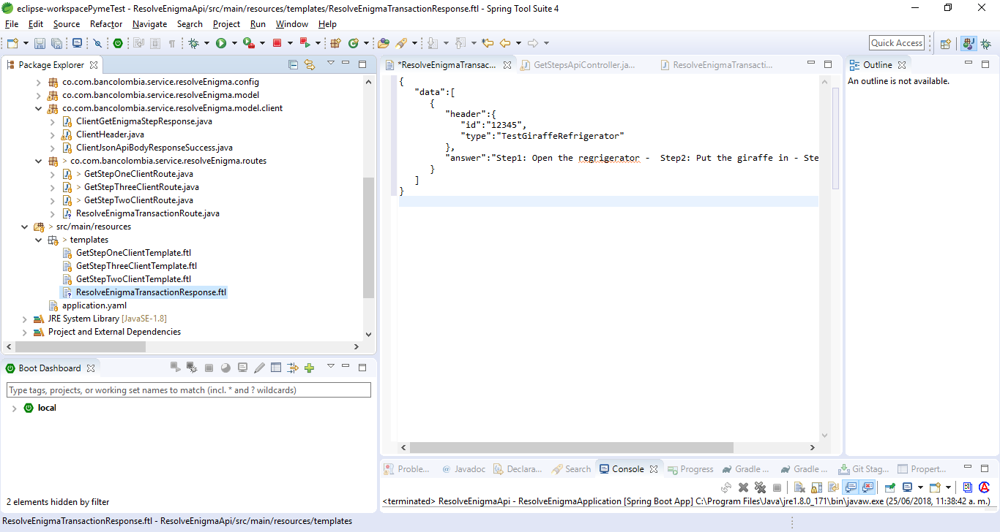 eclipse-workspacePymeTest - ResolveEnigmaApi/src/main/resources/templates/ResolveEnigmaTransactionResponse.ftl - Spring Tool Suite 4
File Edit Source Refactor Navigate Search Project Run Window Help
Quick Access
Package Explorer
co.com.bancolombia.service.resolveEnigma.config
co.com.bancolombia.service.resolveEnigma.model
co.com.bancolombia.service.resolveEnigma.model.client
ClientGetEnigmaStepResponse.java
ClientHeader.java
ClientJsonApiBodyResponseSuccess.java
> co.com.bancolombia.service.resolveEnigma.routes
> GetStepOneClientRoute.java
> GetStepThreeClientRoute.java
> GetStepTwoClientRoute.java
ResolveEnigmaTransactionRoute.java
> src/main/resources
> templates
GetStepOneClientTemplate.ftl
GetStepThreeClientTemplate.ftl
GetStepTwoClientTemplate.ftl
ResolveEnigmaTransactionResponse.ftl
application.yaml
JRE System Library [JavaSE-1.8]
Project and External Dependencies
Boot Dashboard
Type tags, projects, or working set names to match (incl. * and ? wildcards)
local
2 elements hidden by filter
*ResolveEnigmaTransac... GetStepsApiController.ja... ResolveEnigmaTransacti...
{
"data":[
{
"header":{
"id":"12345",
"type":"TestGiraffeRefrigerator"
},
"answer":"Step1: Open the regrigerator -  Step2: Put the giraffe in - Ste
}
]
}
Outline
An outline is not available.
Proble... @ Javadoc Declara... Search Console Progress Gradle ... Gradle ... Git Stag... Propert...
<terminated> ResolveEnigmaApi - ResolveEnigmaApplication [Spring Boot App] C:\Program Files\Java\jre1.8.0_171\bin\javaw.exe (25/06/2018, 11:38:42 a. m.)
ResolveEnigmaTransactionResponse.ftl - ResolveEnigmaApi/src/main/resources/templates